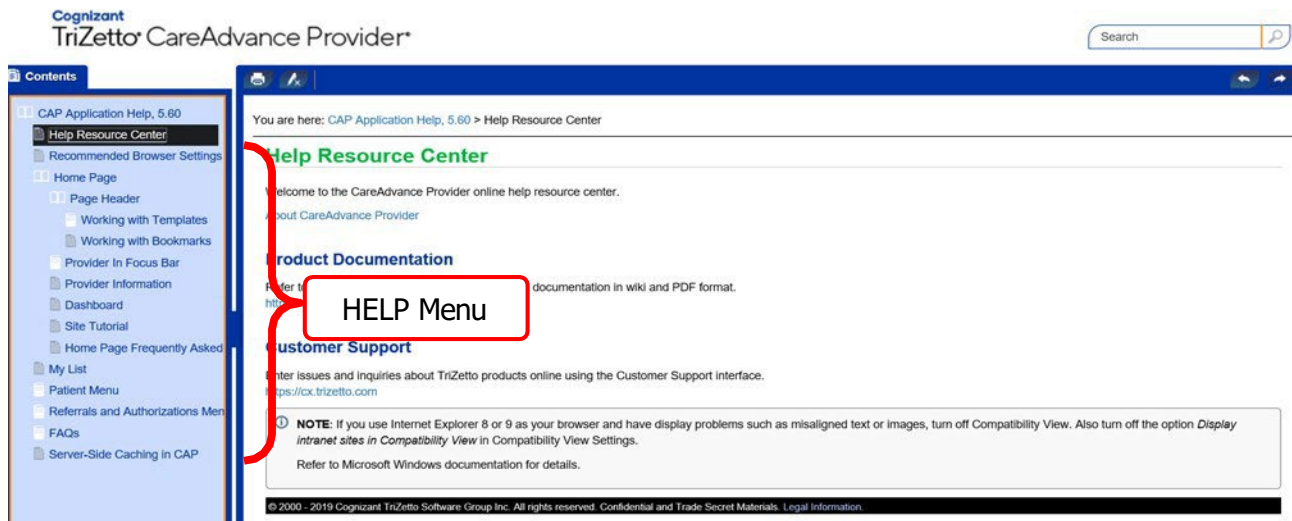 Cognizant
TriZetto® CareAdvance Provider®
Search
Contents
CAP Application Help, 5.60
Help Resource Center
Recommended Browser Settings
Home Page
Page Header
Working with Templates
Working with Bookmarks
Provider In Focus Bar
Provider Information
Dashboard
Site Tutorial
Home Page Frequently Asked
My List
Patient Menu
Referrals and Authorizations Men
FAQs
Server-Side Caching in CAP
You are here: CAP Application Help, 5.60 > Help Resource Center
Help Resource Center
Welcome to the CareAdvance Provider online help resource center.
About CareAdvance Provider
Product Documentation
Refer documentation in wiki and PDF format.
HELP Menu
Customer Support
Enter issues and inquiries about TriZetto products online using the Customer Support interface.
https://cx.trizetto.com
NOTE: If you use Internet Explorer 8 or 9 as your browser and have display problems such as misaligned text or images, turn off Compatibility View. Also turn off the option Display
intranet sites in Compatibility View in Compatibility View Settings.
Refer to Microsoft Windows documentation for details.
© 2000 - 2019 Cognizant TriZetto Software Group Inc. All rights reserved. Confidential and Trade Secret Materials. Legal Information.